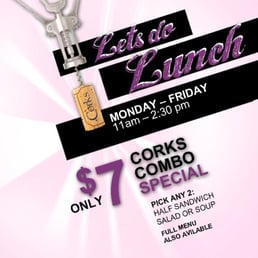 Lets do
Lunch
Corks
MONDAY – FRIDAY
11am – 2:30 pm
ONLY $7
CORKS
COMBO
SPECIAL
PICK ANY 2:
HALF SANDWICH
SALAD OR SOUP
FULL MENU
ALSO AVILABLE